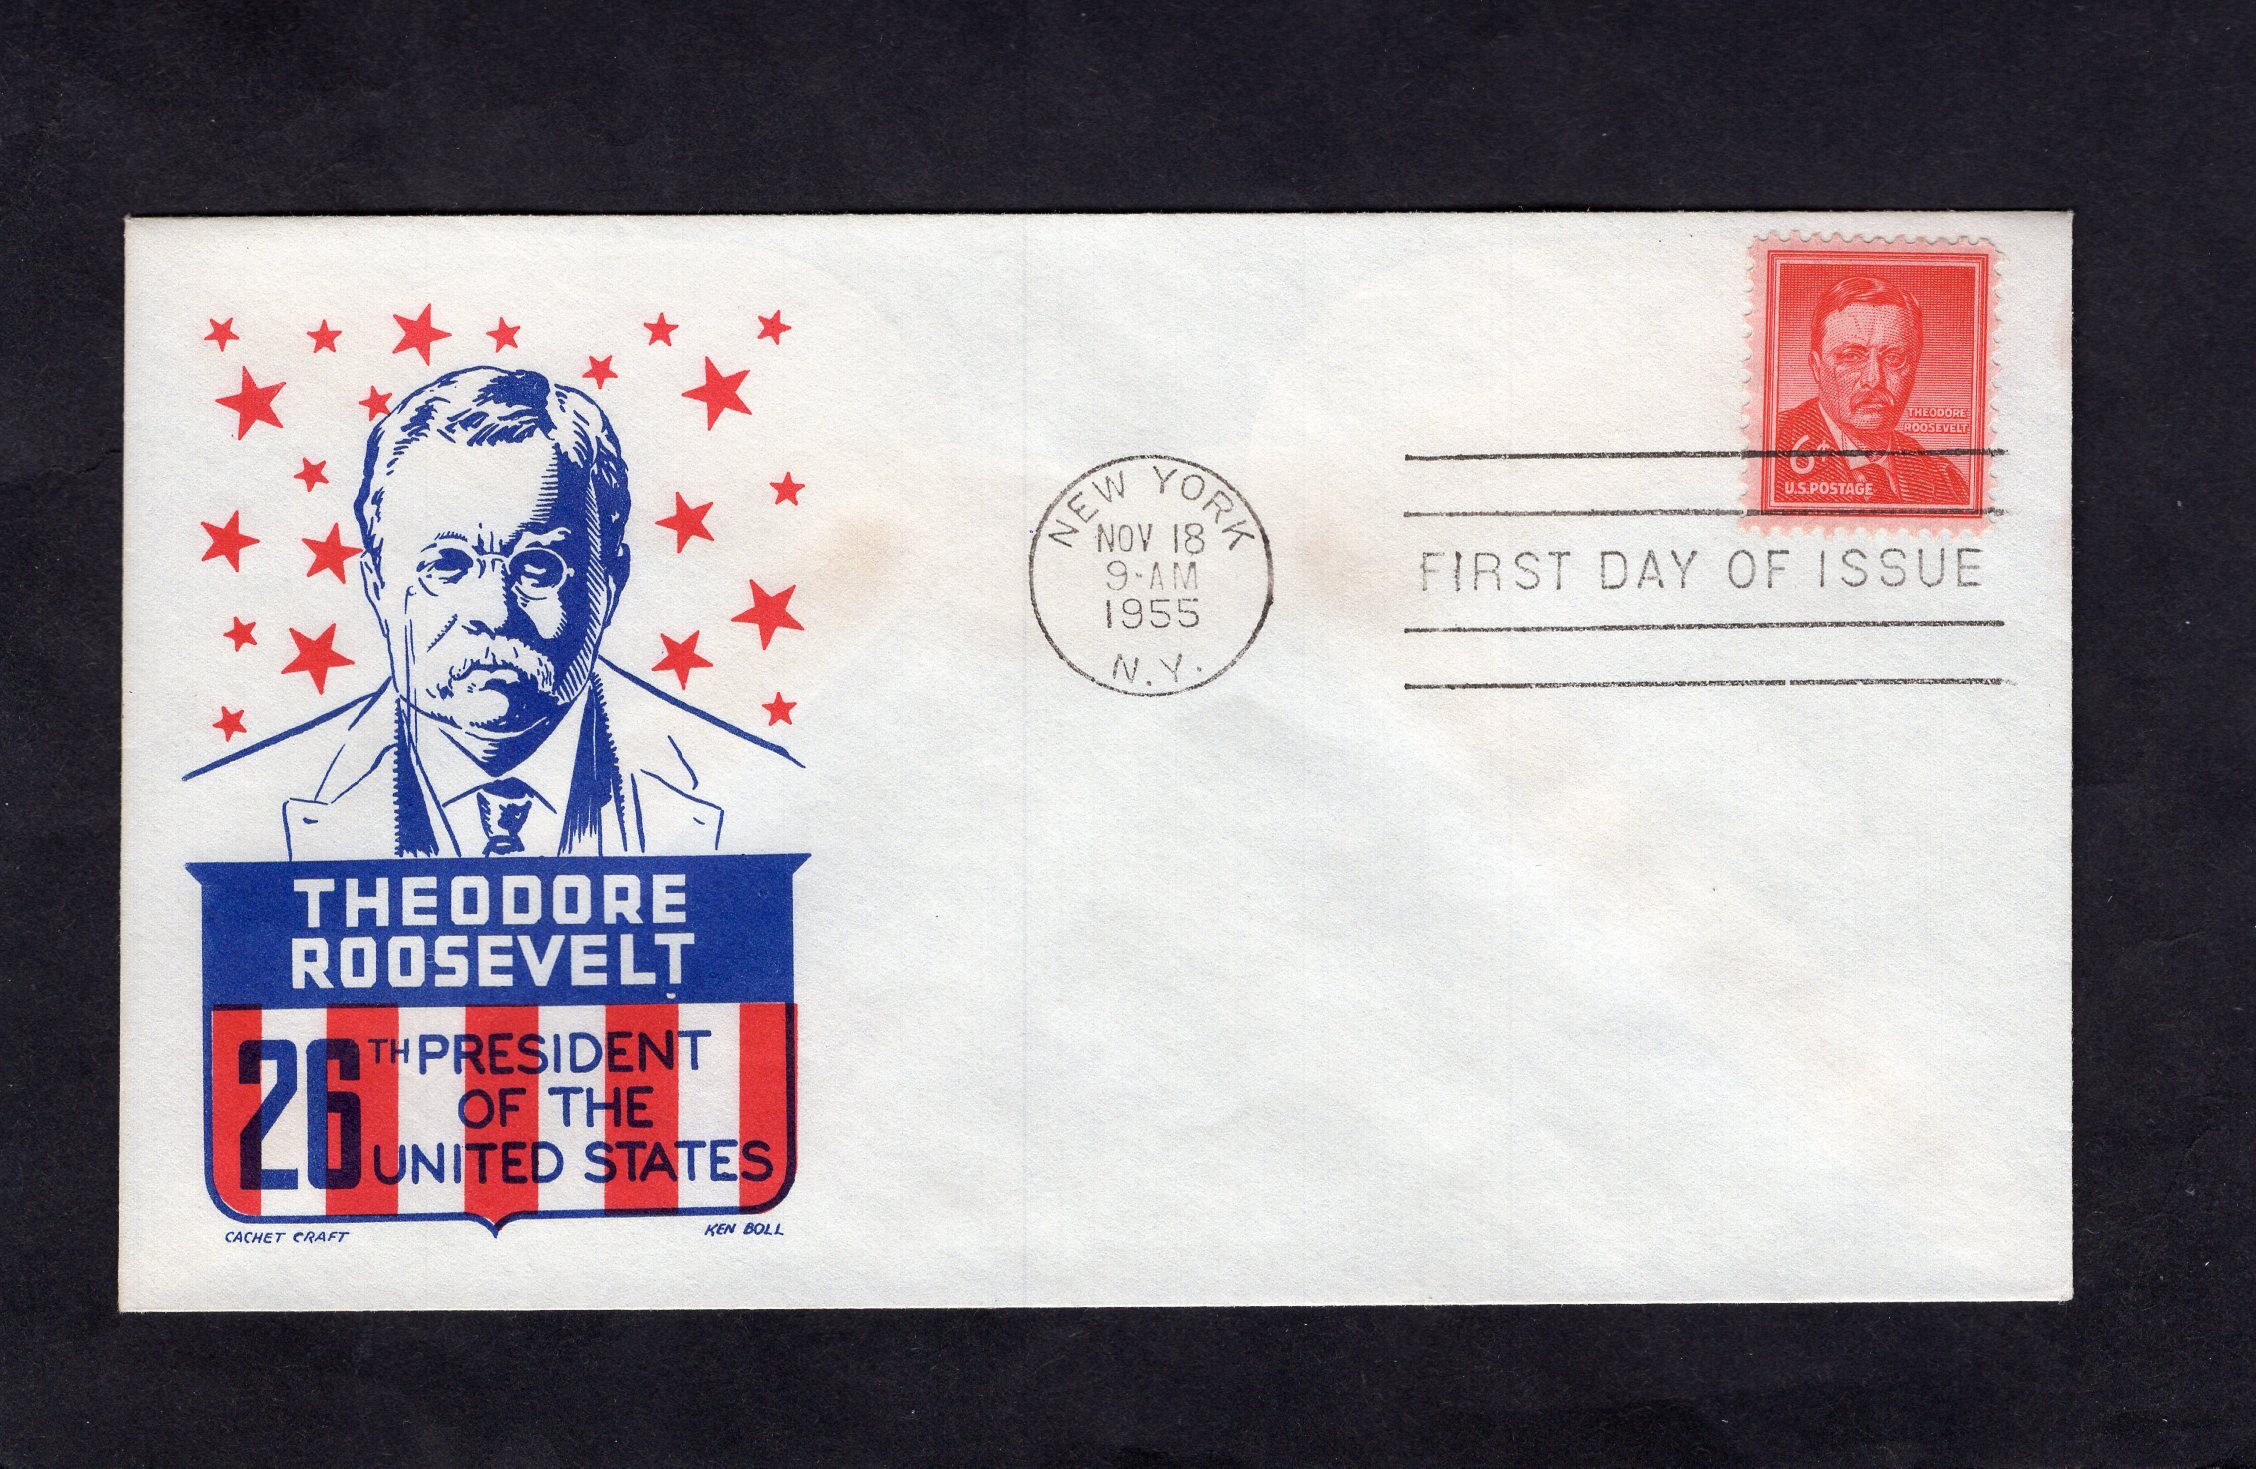 THEODORE
ROOSEVELT
26TH PRESIDENT
OF THE
UNITED STATES
CACHET CRAFT
KEN BOLL
NEW YORK
NOV 18
9-AM
1955
N.Y.
THEODORE
ROOSEVELT
6¢
U.S.POSTAGE
FIRST DAY OF ISSUE